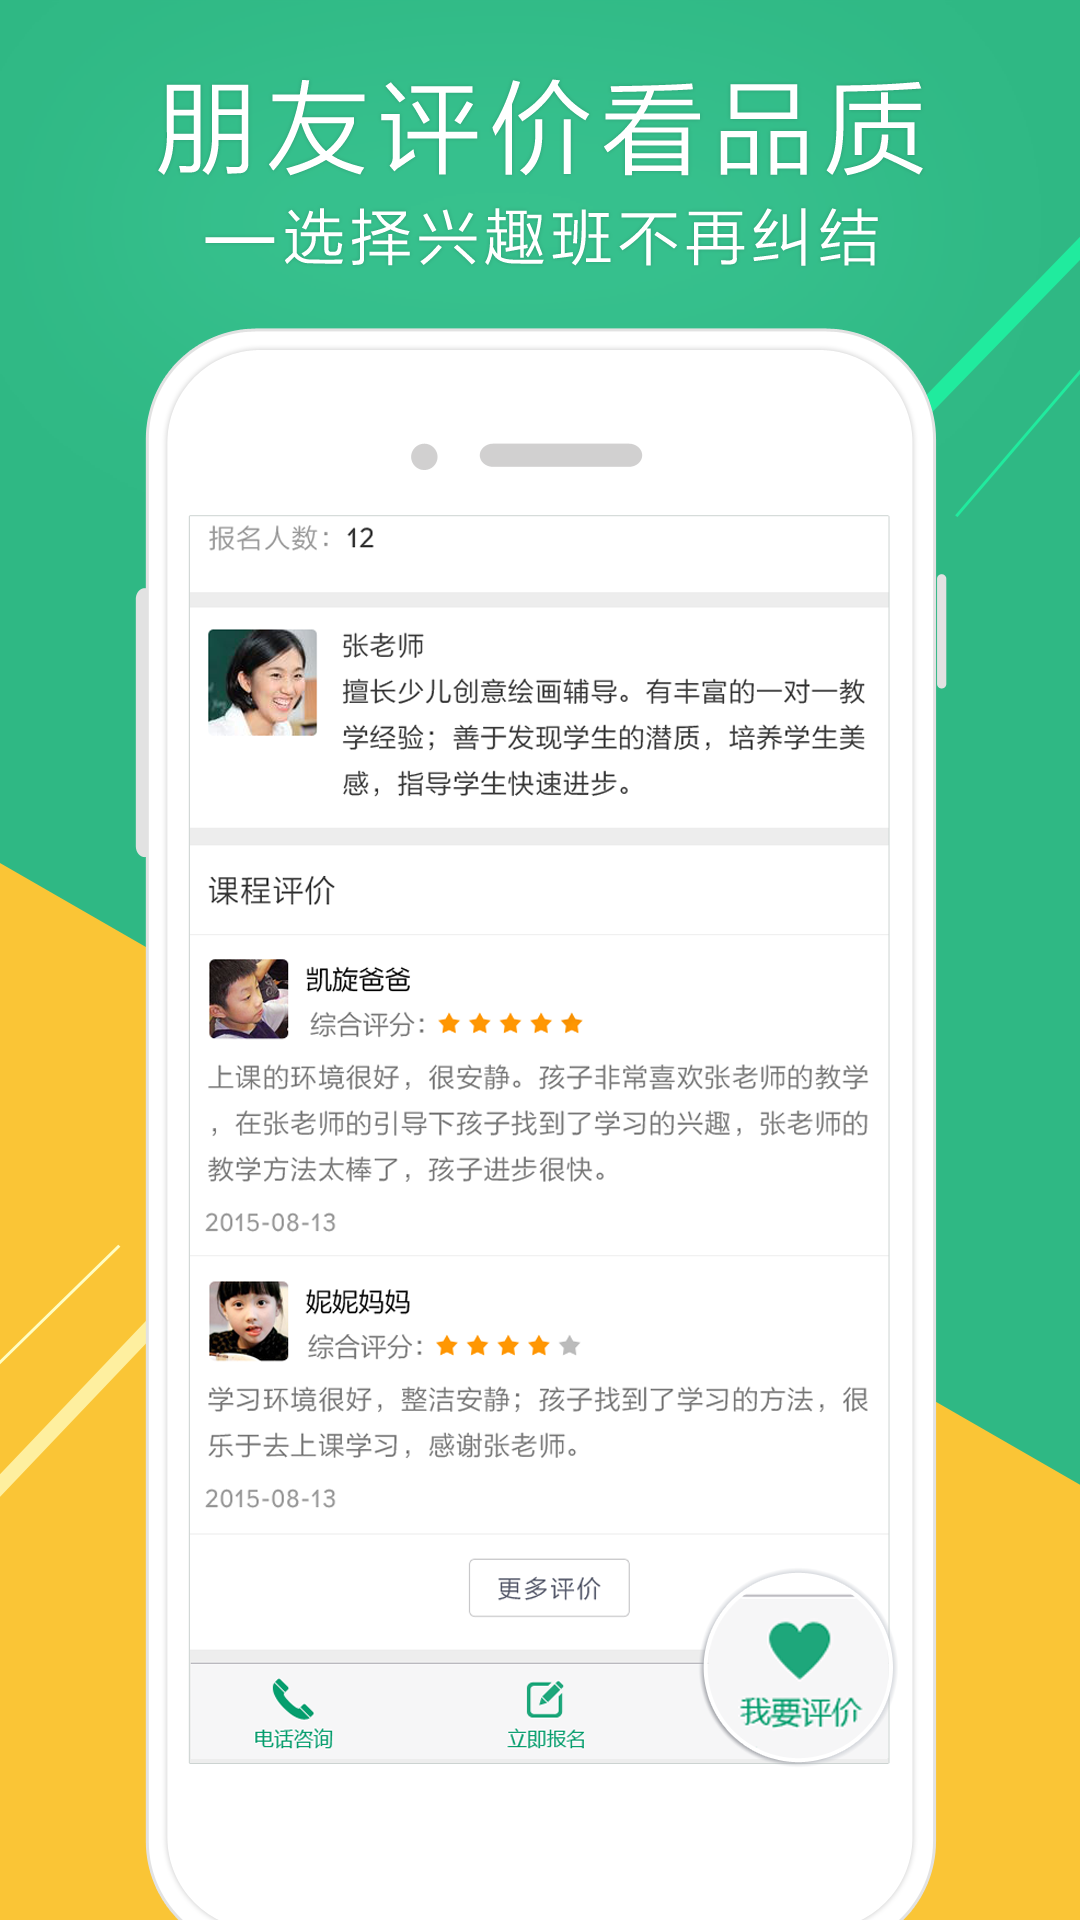 朋友评价看品质
—选择兴趣班不再纠结
报名人数：12
张老师
擅长少儿创意绘画辅导。有丰富的一对一教
学经验；善于发现学生的潜质，培养学生美
感，指导学生快速进步。
课程评价
凯旋爸爸
综合评分：
上课的环境很好，很安静。孩子非常喜欢张老师的教学
，在张老师的引导下孩子找到了学习的兴趣，张老师的
教学方法太棒了，孩子进步很快。
2015-08-13
妮妮妈妈
综合评分：
学习环境很好，整洁安静；孩子找到了学习的方法，很
乐于去上课学习，感谢张老师。
2015-08-13
更多评价
电话咨询
立即报名
我要评价